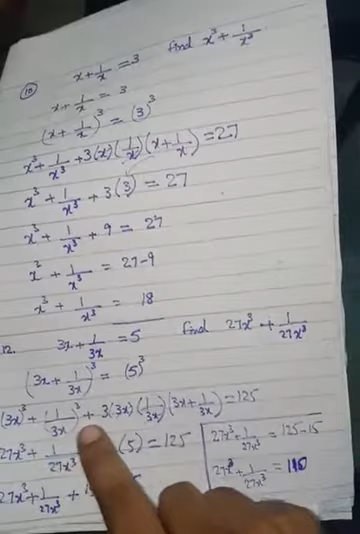 (10) x + 1/x = 3 find x³ + 1/x³
x + 1/x = 3
(x + 1/x)³ = (3)³
x³ + 1/x³ + 3(x)(1/x)(x + 1/x) = 27
x³ + 1/x³ + 3(3) = 27
x³ + 1/x³ + 9 = 27
x³ + 1/x³ = 27-9
x³ + 1/x³ = 18
12. 3x + 1/3x = 5 find 27x³ + 1/27x³
(3x + 1/3x)³ = (5)³
(3x)³ + (1/3x)³ + 3(3x)(1/3x)(3x + 1/3x) = 125
27x³ + 1/27x³ (5) = 125
27x³ + 1/27x³ +
27x³ + 1/27x³ = 125-15
27x³ + 1/27x³ = 110